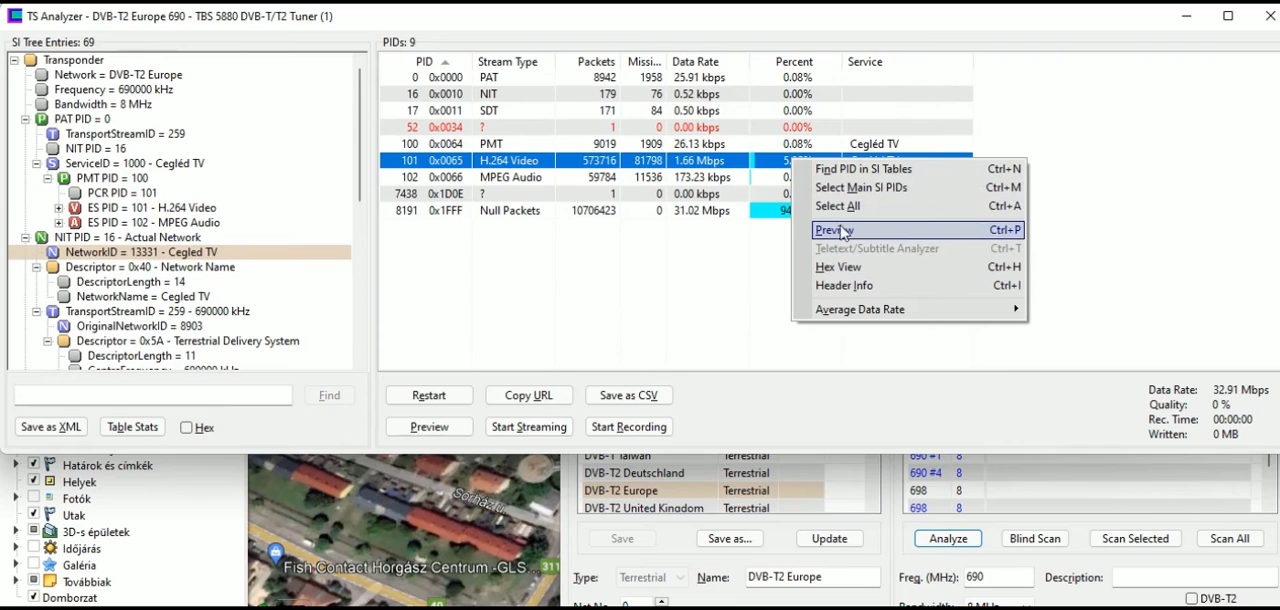 TS Analyzer - DVB-T2 Europe 690 - TBS 5880 DVB-T/T2 Tuner (1)
SI Tree Entries: 69
Transponder
Network = DVB-T2 Europe
Frequency = 690000 kHz
Bandwidth = 8 MHz
PAT PID = 0
TransportStreamID = 259
NIT PID = 16
ServiceID = 1000 - Cegléd TV
PMT PID = 100
PCR PID = 101
ES PID = 101 - H.264 Video
ES PID = 102 - MPEG Audio
NIT PID = 16 - Actual Network
NetworkID = 13331 - Cegled TV
Descriptor = 0x40 - Network Name
DescriptorLength = 14
NetworkName = Cegled TV
TransportStreamID = 259 - 690000 kHz
OriginalNetworkID = 8903
Descriptor = 0x5A - Terrestrial Delivery System
DescriptorLength = 11
Find
Save as XML Table Stats Hex
PIDs: 9
PID Stream Type Packets Missi... Data Rate Percent Service
0 0x0000 PAT 8942 1958 25.91 kbps 0.08%
16 0x0010 NIT 179 76 0.52 kbps 0.00%
17 0x0011 SDT 171 84 0.50 kbps 0.00%
52 0x0034 ? 1 0 0.00 kbps 0.00%
100 0x0064 PMT 9019 1909 26.13 kbps 0.08% Cegléd TV
101 0x0065 H.264 Video 573716 81798 1.66 Mbps 5.
102 0x0066 MPEG Audio 59784 11536 173.23 kbps 0.
7438 0x1D0E ? 1 0 0.00 kbps 0.
8191 0x1FFF Null Packets 10706423 0 31.02 Mbps 94
Find PID in SI Tables Ctrl+N
Select Main SI PIDs Ctrl+M
Select All Ctrl+A
Preview Ctrl+P
Teletext/Subtitle Analyzer Ctrl+T
Hex View Ctrl+H
Header Info Ctrl+I
Average Data Rate
Restart Copy URL Save as CSV
Preview Start Streaming Start Recording
Data Rate: 32.91 Mbps
Quality: 0 %
Rec. Time: 00:00:00
Written: 0 MB
Határok és címkék
Helyek
Fotók
Utak
3D-s épületek
Időjárás
Galéria
Továbbiak
Domborzat
Sörház u.
Fish Contact Horgász Centrum -GLS... 311
40
DVB-T Taiwan Terrestrial
DVB-T2 Deutschland Terrestrial
DVB-T2 Europe Terrestrial
DVB-T2 United Kingdom Terrestrial
Save Save as... Update
Type: Terrestrial Name: DVB-T2 Europe
690 #1 8
690 #4 8
698 8
698 8
Analyze Blind Scan Scan Selected Scan All
Freq. (MHz): 690 Description:
DVB-T2